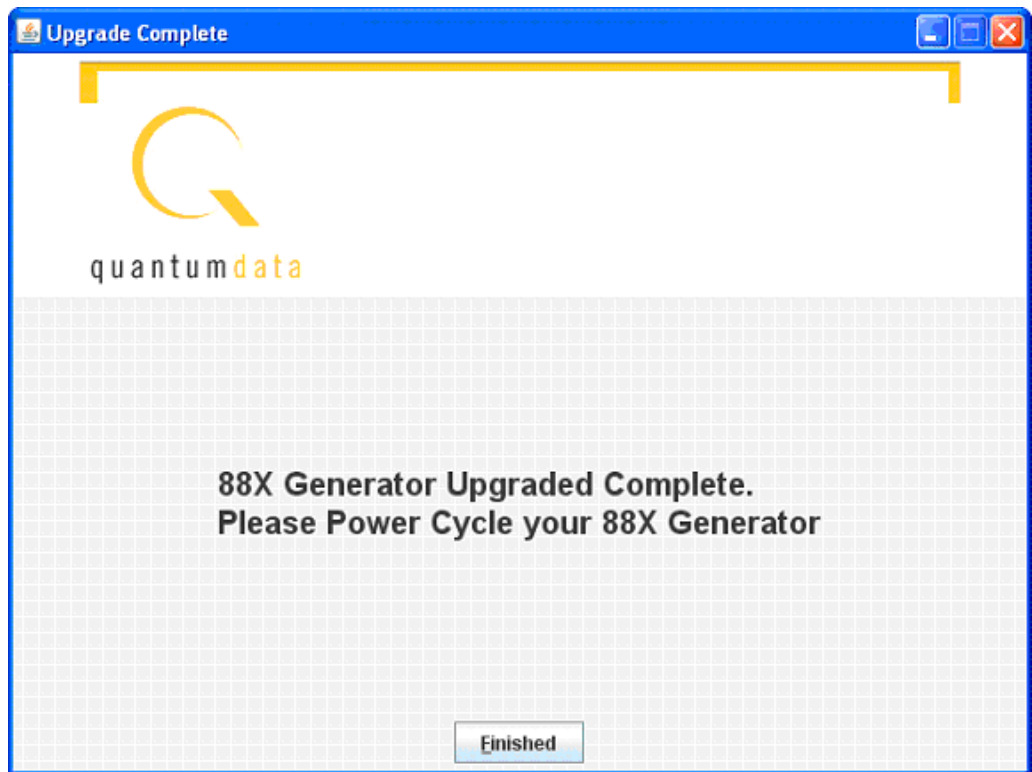 Upgrade Complete
quantumdata
88X Generator Upgraded Complete.
Please Power Cycle your 88X Generator
Finished